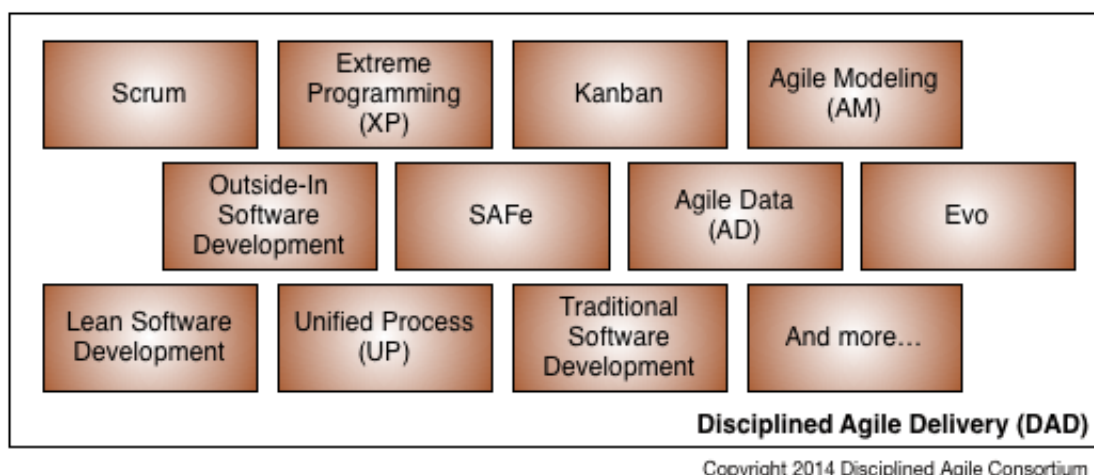 Scrum
Extreme
Programming
(XP)
Kanban
Agile Modeling
(AM)
Outside-In
Software
Development
SAFe
Agile Data
(AD)
Evo
Lean Software
Development
Unified Process
(UP)
Traditional
Software
Development
And more…
Disciplined Agile Delivery (DAD)
Copyright 2014 Disciplined Agile Consortium